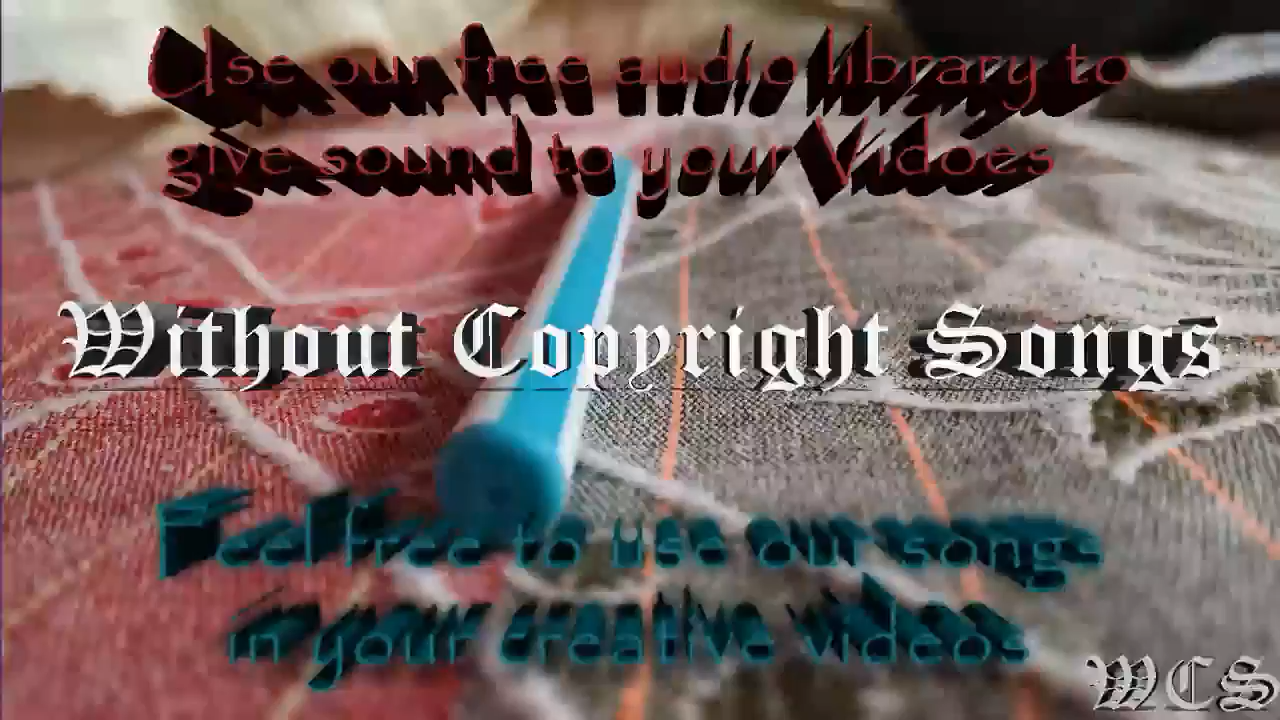 Use our free audio library to
give sound to your Vidoes
Without Copyright Songs
Feel free to use our songs
in your creative videos
WCS